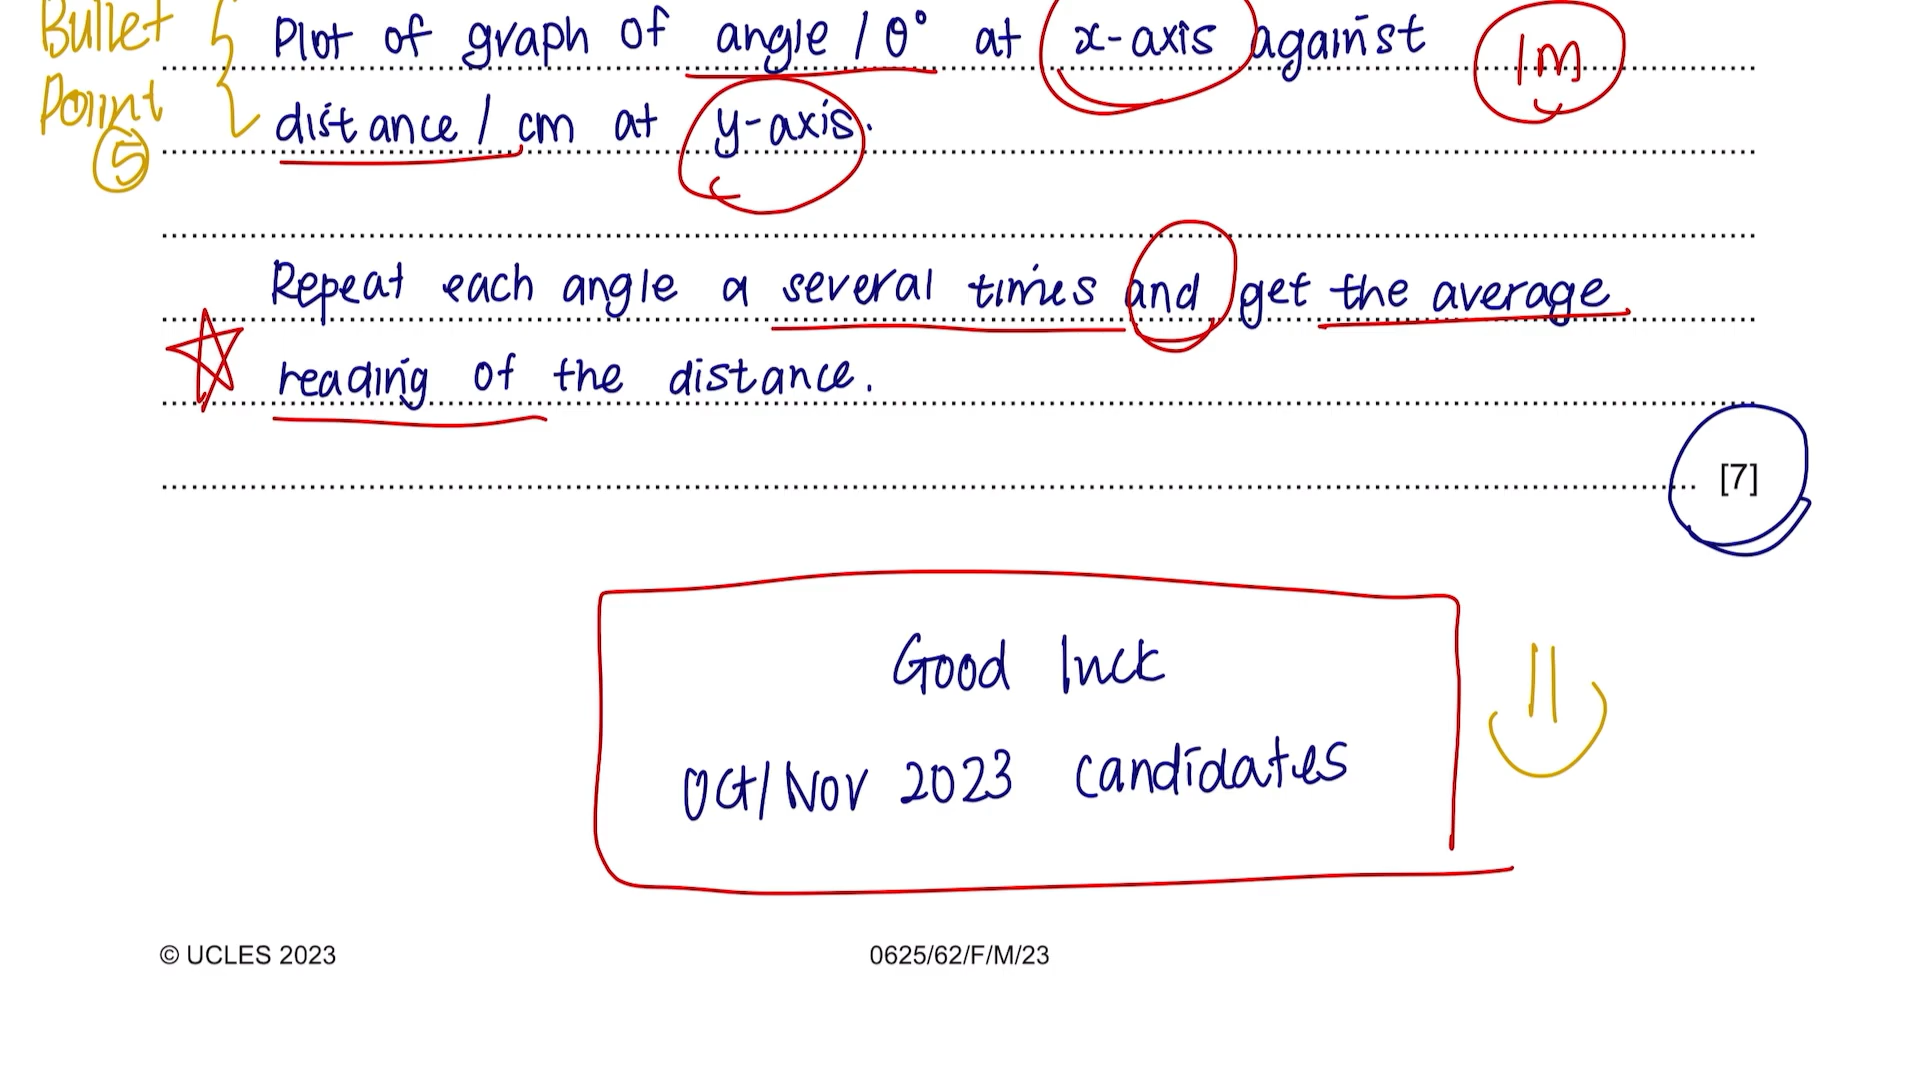 Bullet
Point
5
Plot of graph of angle / θ° at x-axis against
1m
distance / cm at y-axis.
Repeat each angle a several times and get the average
reading of the distance.
[7]
Good luck
Oct/Nov 2023 candidates
© UCLES 2023
0625/62/F/M/23